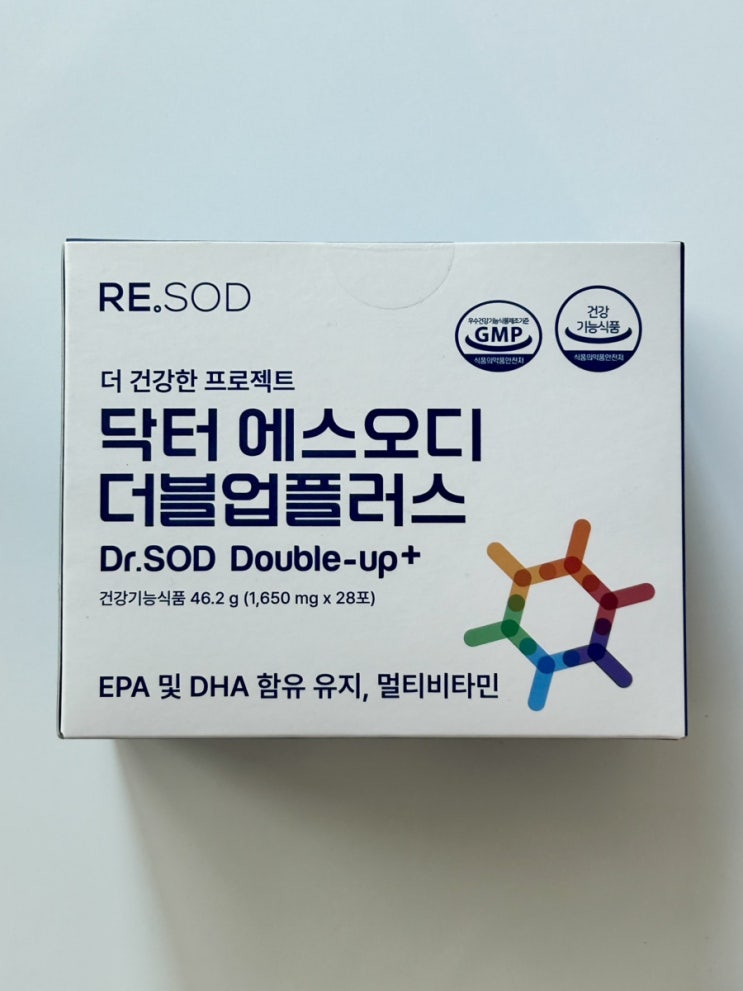 RE.SOD
우수건강기능식품제조기준
GMP
식품의약품안전처
건강
기능식품
식품의약품안전처
더 건강한 프로젝트
닥터 에스오디
더블업플러스
Dr.SOD Double-up+
건강기능식품 46.2 g (1,650 mg x 28포)
EPA 및 DHA 함유 유지, 멀티비타민